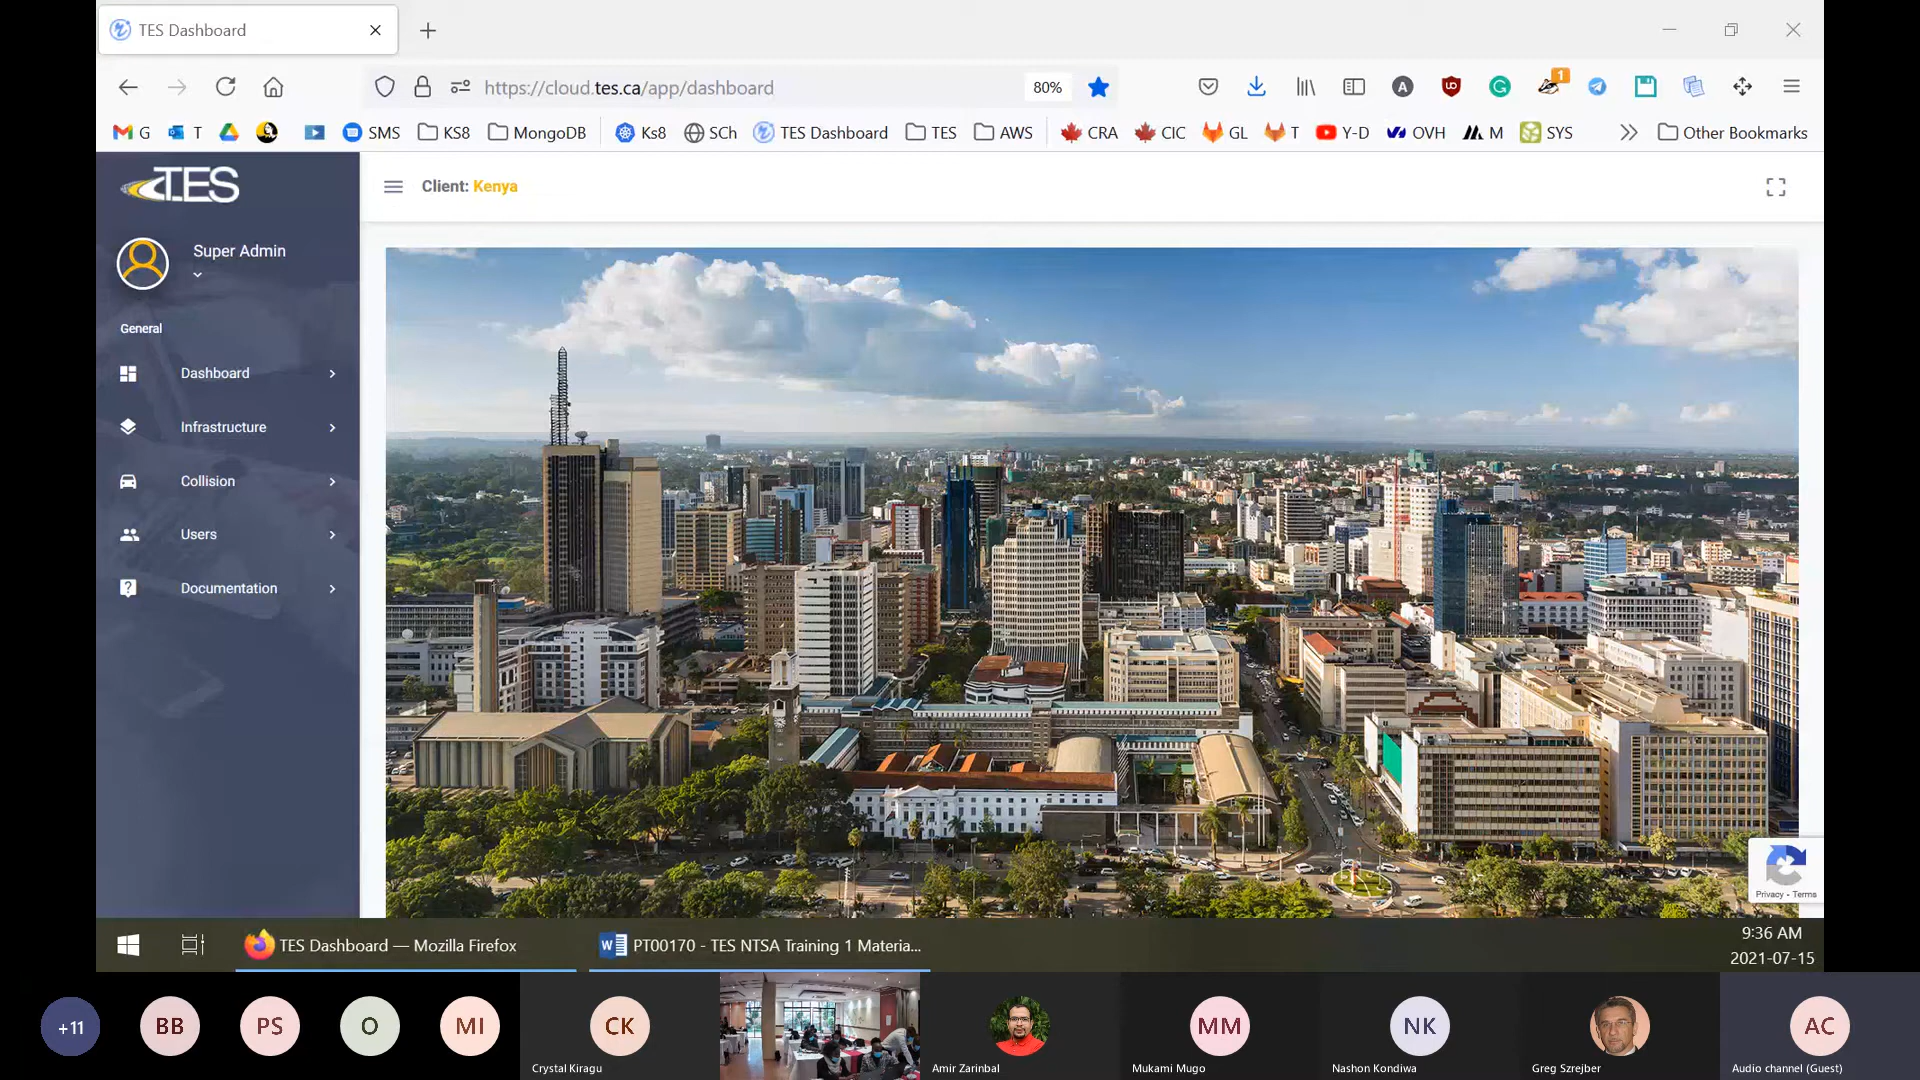 TES Dashboard
https://cloud.tes.ca/app/dashboard
80%
A
1
G
T
SMS
KS8
MongoDB
Ks8
SCh
TES Dashboard
TES
AWS
CRA
CIC
GL
T
Y-D
OVH
M
SYS
Other Bookmarks
TES
Client: Kenya
Super Admin
General
Dashboard
Infrastructure
Collision
Users
Documentation
Privacy - Terms
TES Dashboard — Mozilla Firefox
PT00170 - TES NTSA Training 1 Materia...
9:36 AM
2021-07-15
+11
BB
PS
O
MI
CK
Crystal Kiragu
Amir Zarinbal
MM
Mukami Mugo
NK
Nashon Kondiwa
Greg Szrejber
AC
Audio channel (Guest)